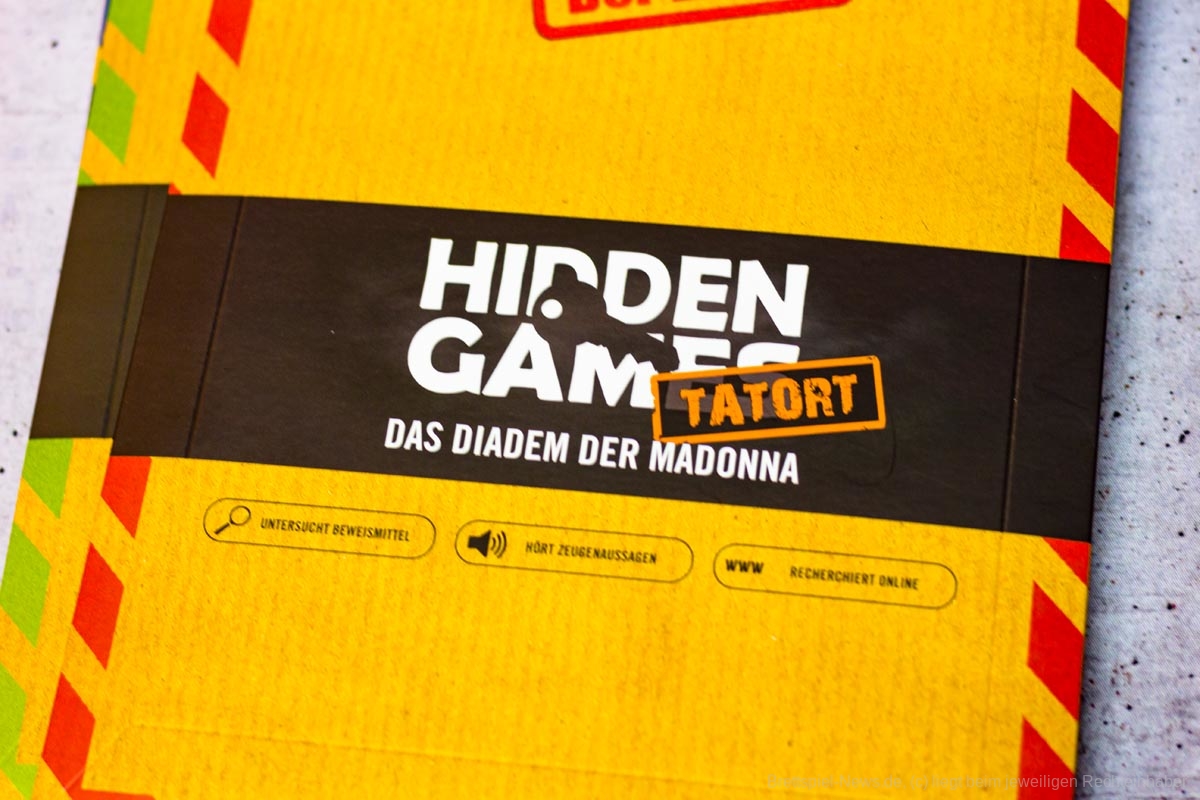 HIDDEN
GAMES
TATORT
DAS DIADEM DER MADONNA
UNTERSUCHT BEWEISMITTEL
HÖRT ZEUGENAUSSAGEN
WWW RECHERCHIERT ONLINE